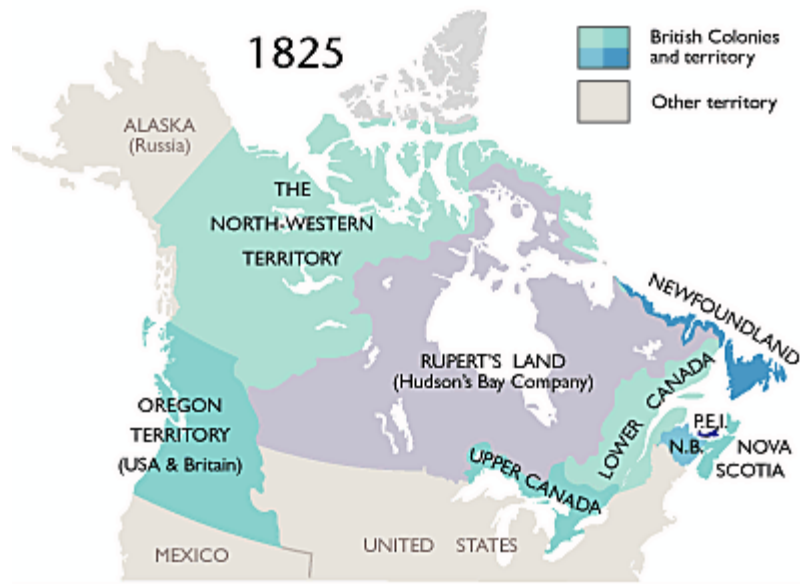 1825
British Colonies
and territory
Other territory
ALASKA
(Russia)
THE
NORTH-WESTERN
TERRITORY
NEWFOUNDLAND
RUPERT'S LAND
(Hudson's Bay Company)
OREGON
TERRITORY
(USA & Britain)
LOWER CANADA
P.E.I.
N.B.
NOVA
SCOTIA
UPPER CANADA
MEXICO
UNITED STATES